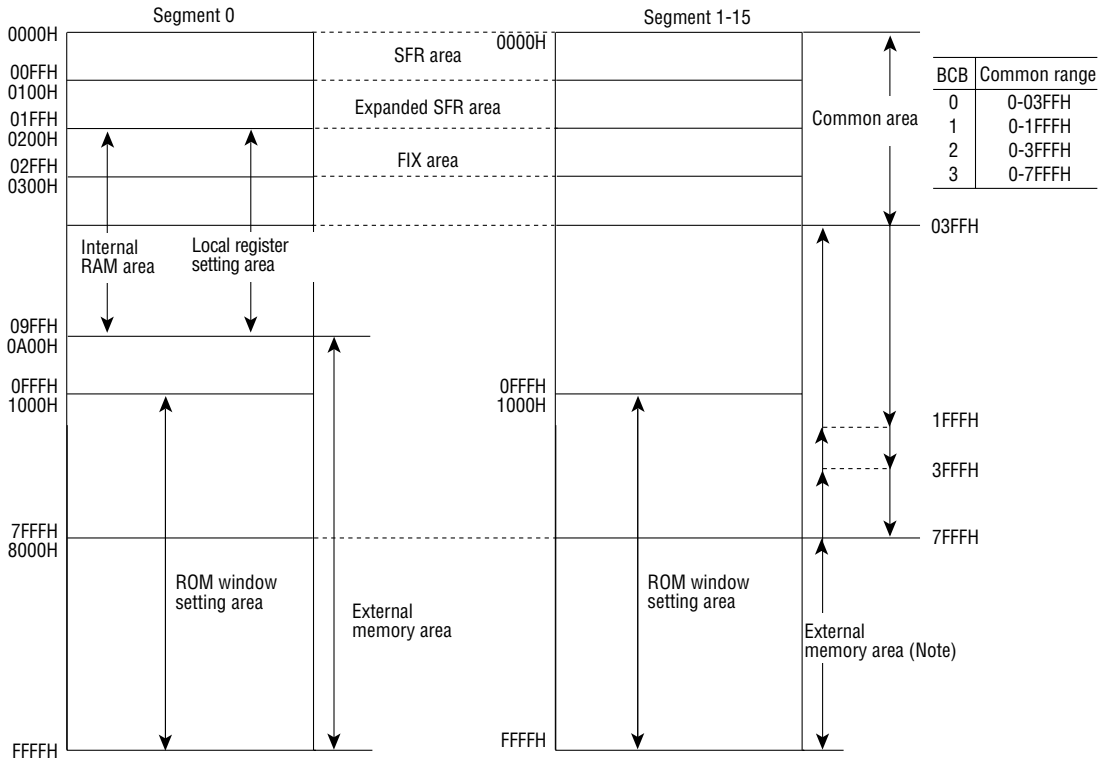 Segment 0
Segment 1-15
0000H
00FFH
0100H
01FFH
0200H
02FFH
0300H
09FFH
0A00H
0FFFH
1000H
7FFFH
8000H
FFFFH
Internal
RAM area
Local register
setting area
ROM window
setting area
External
memory area
SFR area
Expanded SFR area
FIX area
0000H
0FFFH
1000H
FFFFH
ROM window
setting area
Common area
External
memory area (Note)
03FFH
1FFFH
3FFFH
7FFFH
BCB Common range
0 0-03FFH
1 0-1FFFH
2 0-3FFFH
3 0-7FFFH